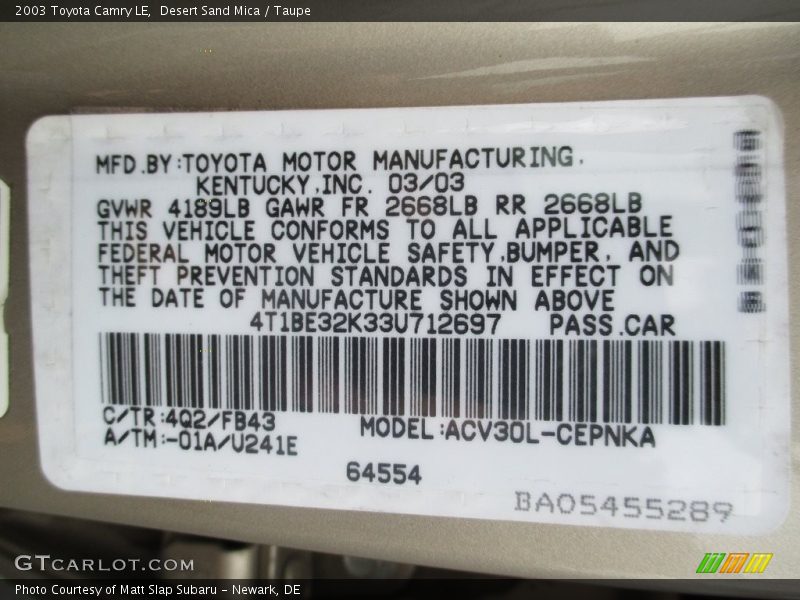 2003 Toyota Camry LE,  Desert Sand Mica / Taupe
MFD.BY:TOYOTA MOTOR MANUFACTURING,
KENTUCKY,INC. 03/03
GVWR 4189LB GAWR FR 2668LB RR 2668LB
THIS VEHICLE CONFORMS TO ALL APPLICABLE
FEDERAL MOTOR VEHICLE SAFETY,BUMPER, AND
THEFT PREVENTION STANDARDS IN EFFECT ON
THE DATE OF MANUFACTURE SHOWN ABOVE
4T1BE32K33U712697 PASS.CAR
C/TR:4Q2/FB43
A/TM:-01A/U241E
MODEL:ACV30L-CEPNKA
64554
BA05455289
GTCARLOT.COM
Photo Courtesy of Matt Slap Subaru - Newark, DE